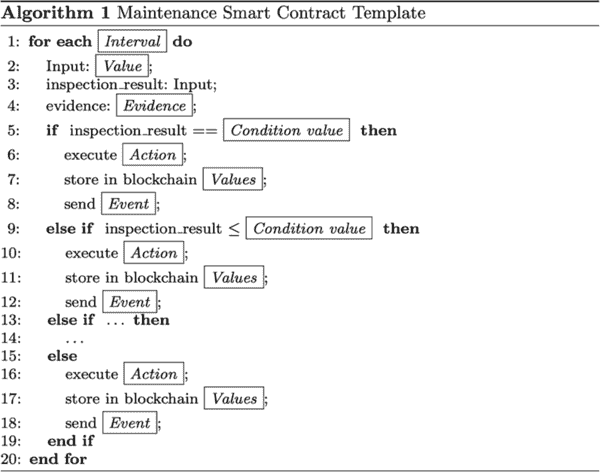 Algorithm 1 Maintenance Smart Contract Template
1: for each Interval do
2: Input: Value;
3: inspection_result: Input;
4: evidence: Evidence;
5: if inspection_result == Condition value then
6: execute Action;
7: store in blockchain Values;
8: send Event;
9: else if inspection_result ≤ Condition value then
10: execute Action;
11: store in blockchain Values;
12: send Event;
13: else if ... then
14: ...
15: else
16: execute Action;
17: store in blockchain Values;
18: send Event;
19: end if
20: end for